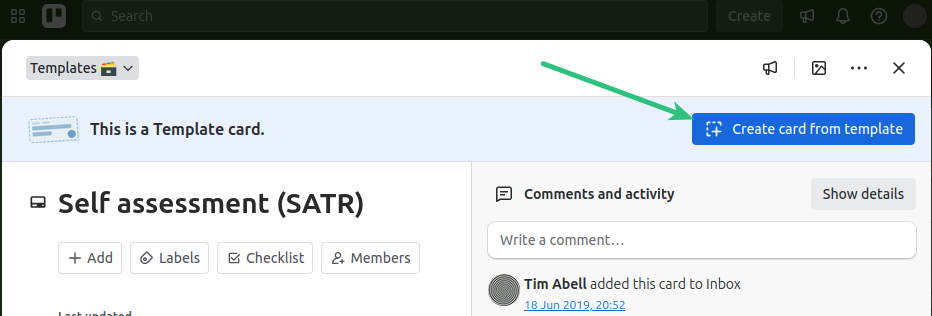 Search
Create
Templates
This is a Template card.
Create card from template
Self assessment (SATR)
Add
Labels
Checklist
Members
Last updated
Comments and activity
Show details
Write a comment…
Tim Abell added this card to Inbox
18 Jun 2019, 20:52